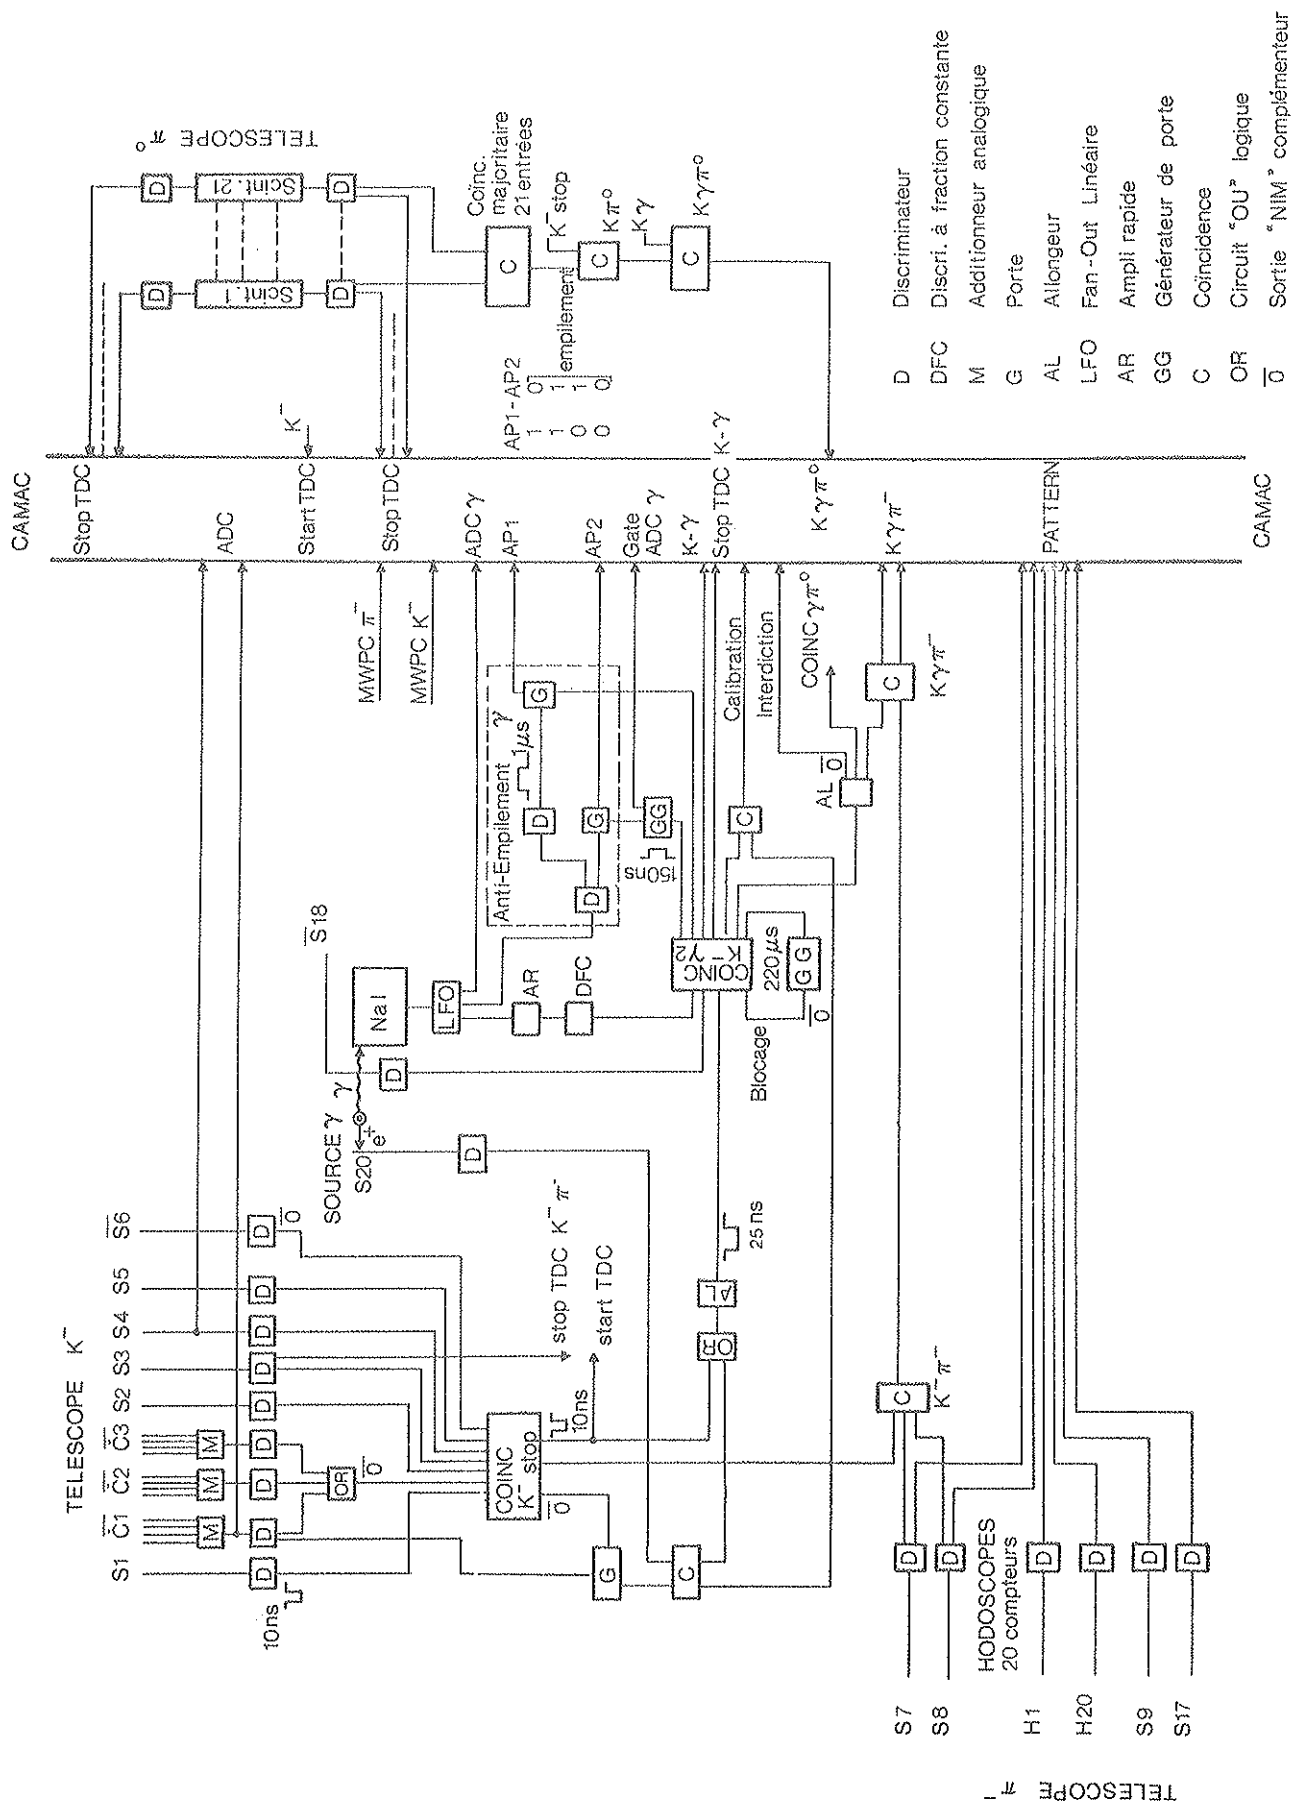 CAMAC
Stop TDC
ADC
Start TDC
Stop TDC
ADC γ
AP1
AP2
Gate
ADC γ
K-γ
Stop TDC K-γ
Kγπ°
Kγπ⁻
PATTERN
CAMAC
TELESCOPE π°
D
D
Scint.1
Scint.21
D
D
K⁻
Coïnc.
majoritaire
21 entrées
C
K⁻ stop
empilement
C
Kπ°
Kγ
C
Kγπ°
AP1-AP2
1 0
1 1
0 1
0 0
empilement
MWPC π⁻
MWPC K⁻
TELESCOPE K⁻
S1
C̅1
C̅2
C̅3
S2
S3
S4
S5
S̅6
M
M
M
D
D
D
D
D
D
D
D
D
10ns
OR
O̅
O̅
COINC
K⁻ stop
O̅
10ns
stop TDC K⁻π⁻
start TDC
G
C
OR
AL
25ns
SOURCE γ
γ
S20
e⁺
D
S̅18
D
NaI
LFO
AR
DFC
Anti-Empilement γ
D
D
1µs
G
G
150ns
GG
COINC
K⁻γ2
220µs
GG
O̅
Blocage
C
Calibration
Interdiction
AL
O̅
COINC γπ°
C
Kγπ⁻
C
K⁻π⁻
TELESCOPE π⁻
S7
S8
HODOSCOPES
20 compteurs
H1
H20
S9
S17
D
D
D
D
D
D
D Discriminateur
DFC Discri. à fraction constante
M Additionneur analogique
G Porte
AL Allongeur
LFO Fan-Out Linéaire
AR Ampli rapide
GG Générateur de porte
C Coïncidence
OR Circuit "OU" logique
O̅ Sortie "NIM" complémenteur